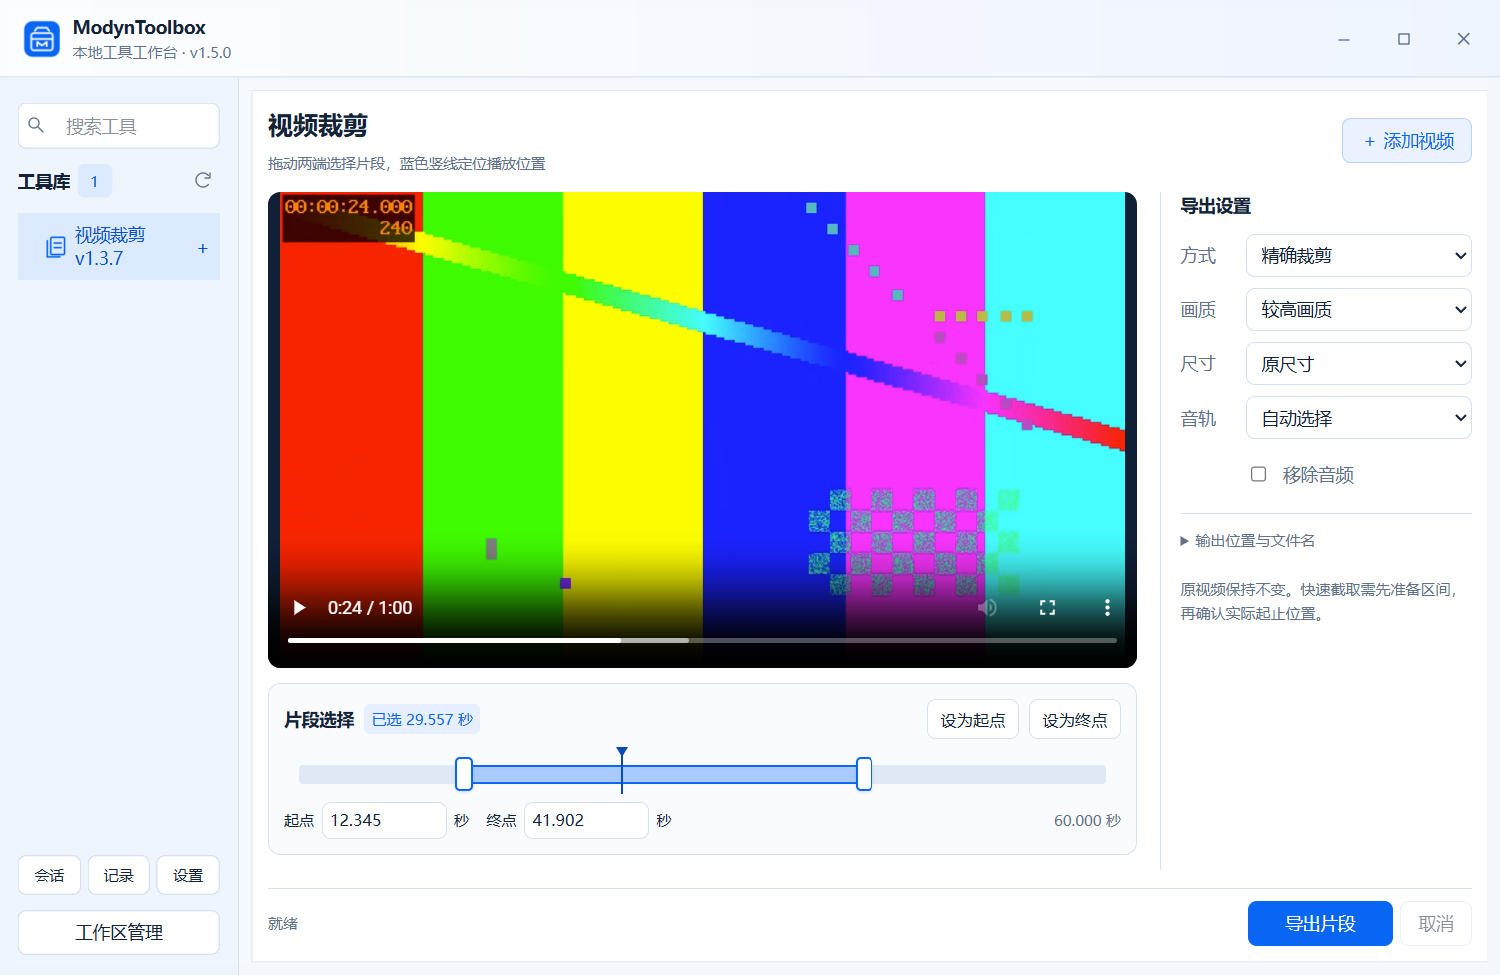 ModynToolbox
本地工具工作台 · v1.5.0
搜索工具
工具库 1
视频裁剪
v1.3.7
+
会话 记录 设置
工作区管理
视频裁剪
拖动两端选择片段，蓝色竖线定位播放位置
+ 添加视频
00:00:24.000
240
0:24 / 1:00
片段选择 已选 29.557 秒
设为起点 设为终点
起点 12.345 秒 终点 41.902 秒
60.000 秒
导出设置
方式 精确裁剪
画质 较高画质
尺寸 原尺寸
音轨 自动选择
移除音频
输出位置与文件名
原视频保持不变。快速截取需先准备区间，
再确认实际起止位置。
就绪
导出片段 取消